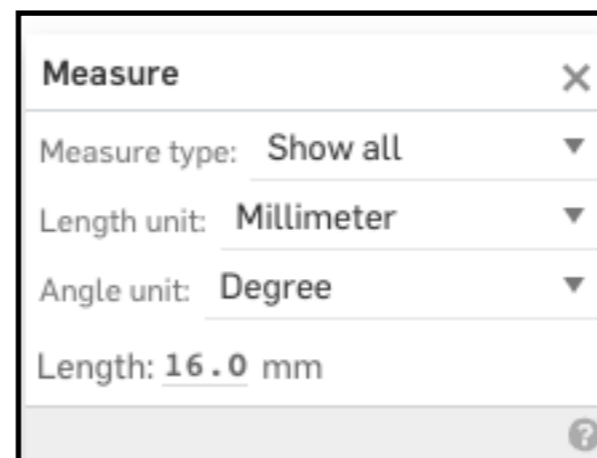 Measure
Measure type: Show all
Length unit: Millimeter
Angle unit: Degree
Length: 16.0 mm
?